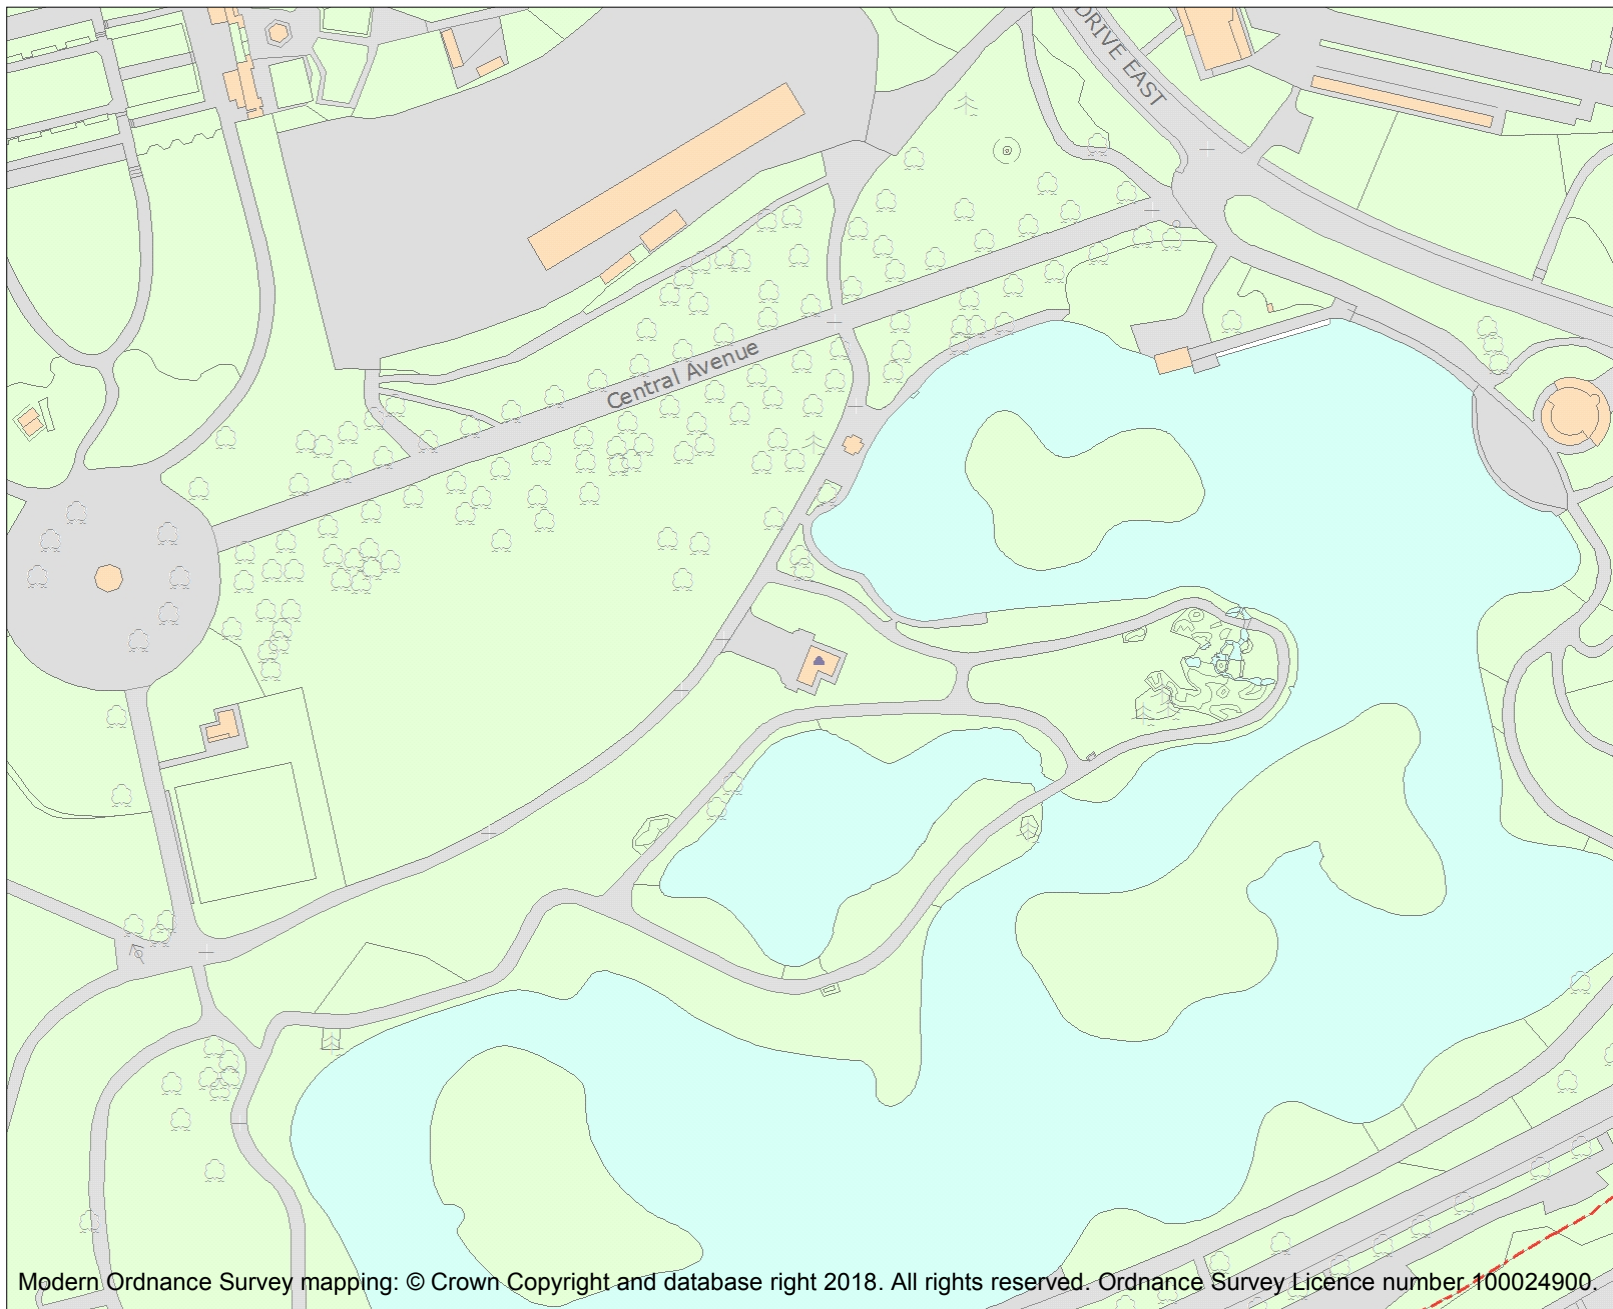 DRIVE EAST
Central Avenue
Modern Ordnance Survey mapping: © Crown Copyright and database right 2018. All rights reserved. Ordnance Survey Licence number 100024900.